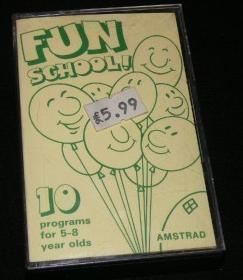 FUN
SCHOOL!
£5.99
10
programs
for 5-8
year olds
AMSTRAD